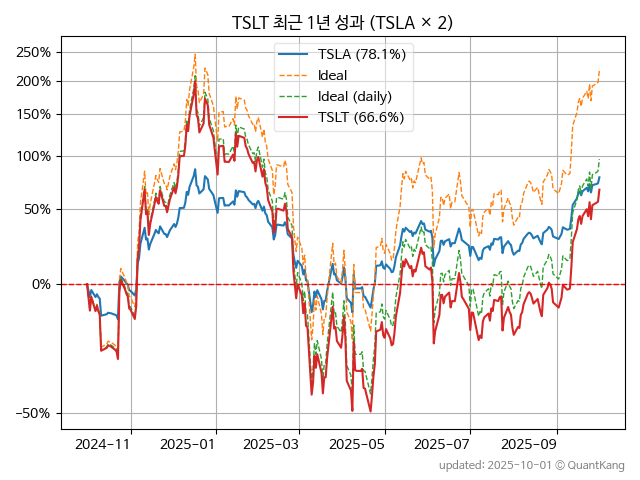 TSLT 최근 1년 성과 (TSLA × 2)
TSLA (78.1%)
Ideal
Ideal (daily)
TSLT (66.6%)
250%
200%
150%
100%
50%
0%
−50%
2024−11
2025−01
2025−03
2025−05
2025−07
2025−09
updated: 2025-10-01 © QuantKang